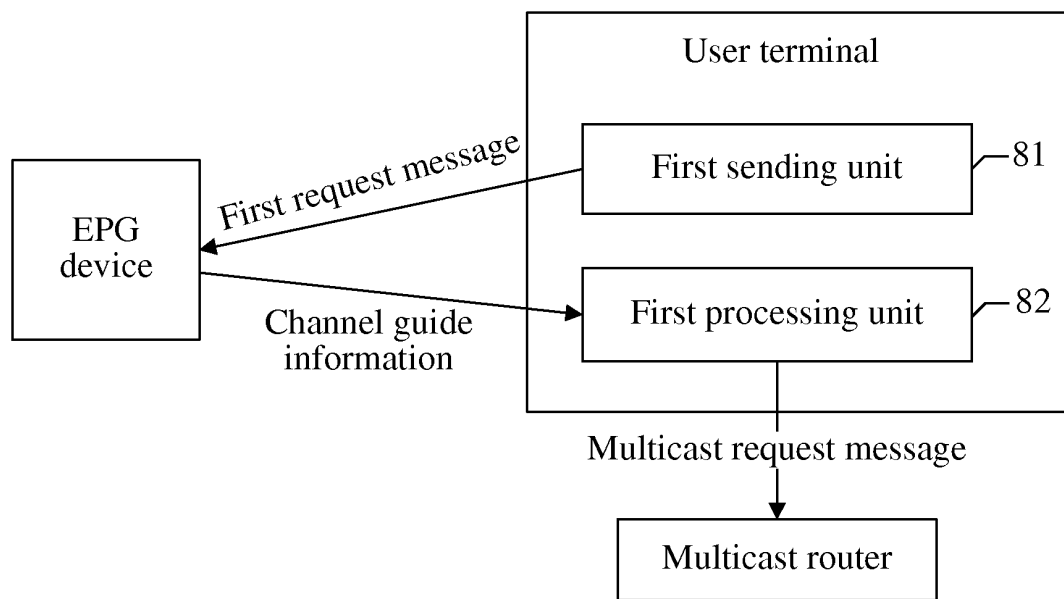 User terminal
First sending unit
81
First request message
EPG
device
First processing unit
82
Channel guide
information
Multicast request message
Multicast router